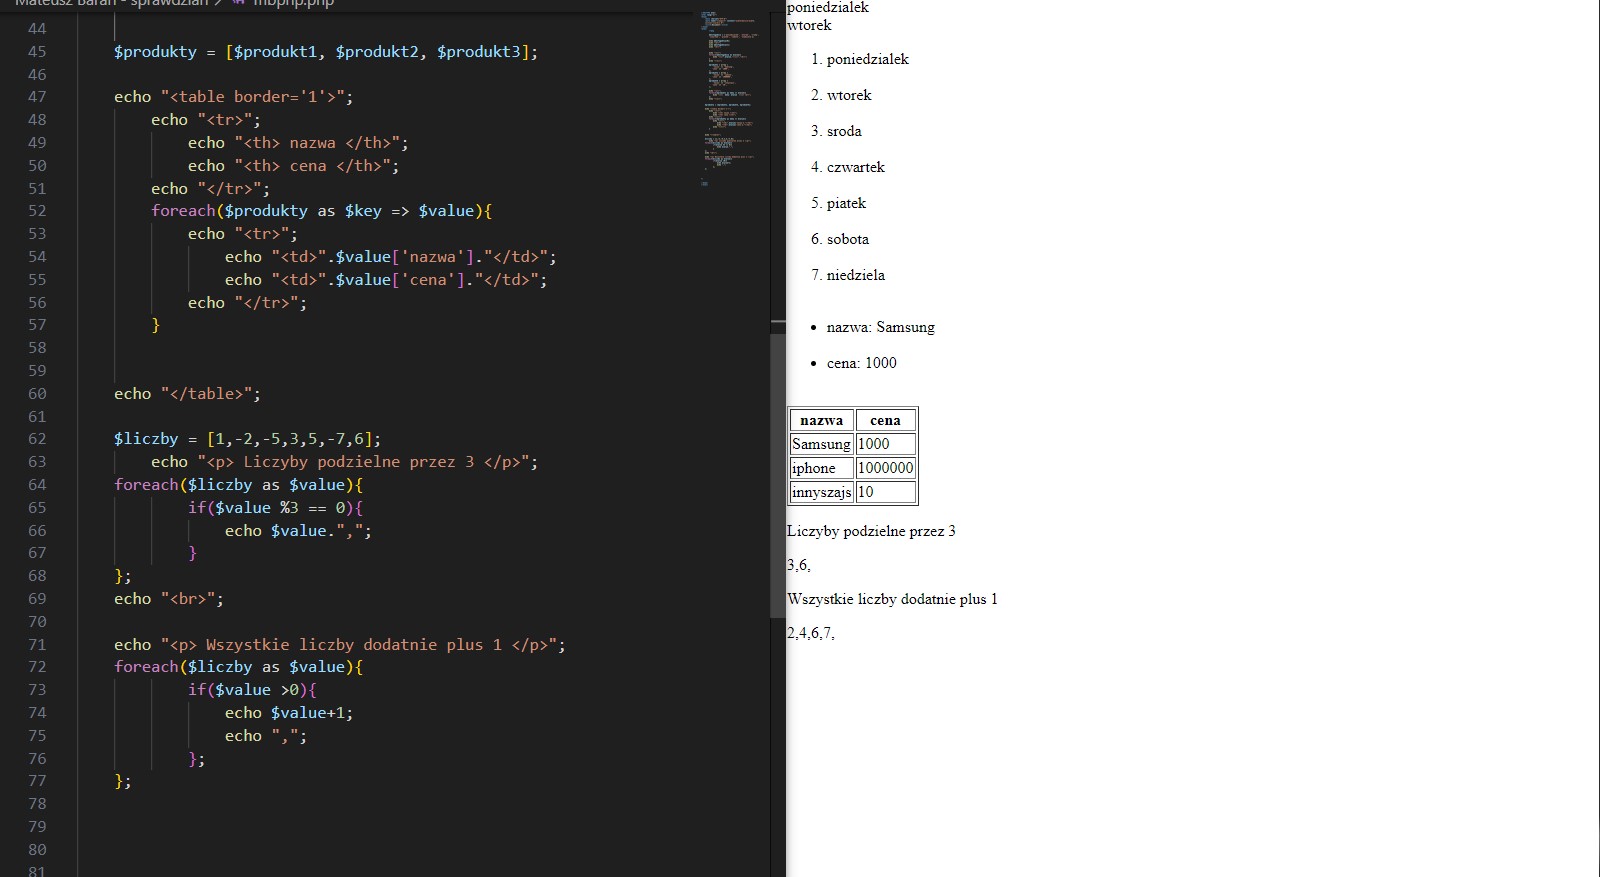 Mateusz Baran - sprawdzian > mbphp.php
44
45 $produkty = [$produkt1, $produkt2, $produkt3];
46
47 echo "<table border='1'>";
48 echo "<tr>";
49 echo "<th> nazwa </th>";
50 echo "<th> cena </th>";
51 echo "</tr>";
52 foreach($produkty as $key => $value){
53 echo "<tr>";
54 echo "<td>".$value['nazwa']."</td>";
55 echo "<td>".$value['cena']."</td>";
56 echo "</tr>";
57 }
58
59
60 echo "</table>";
61
62 $liczby = [1,-2,-5,3,5,-7,6];
63 echo "<p> Liczyby podzielne przez 3 </p>";
64 foreach($liczby as $value){
65 if($value %3 == 0){
66 echo $value.",";
67 }
68 };
69 echo "<br>";
70
71 echo "<p> Wszystkie liczby dodatnie plus 1 </p>";
72 foreach($liczby as $value){
73 if($value >0){
74 echo $value+1;
75 echo ",";
76 };
77 };
78
79
80
81
poniedzialek
wtorek
1. poniedzialek
2. wtorek
3. sroda
4. czwartek
5. piatek
6. sobota
7. niedziela
• nazwa: Samsung
• cena: 1000
nazwa cena
Samsung 1000
iphone 1000000
innyszajs 10
Liczyby podzielne przez 3
3,6,
Wszystkie liczby dodatnie plus 1
2,4,6,7,